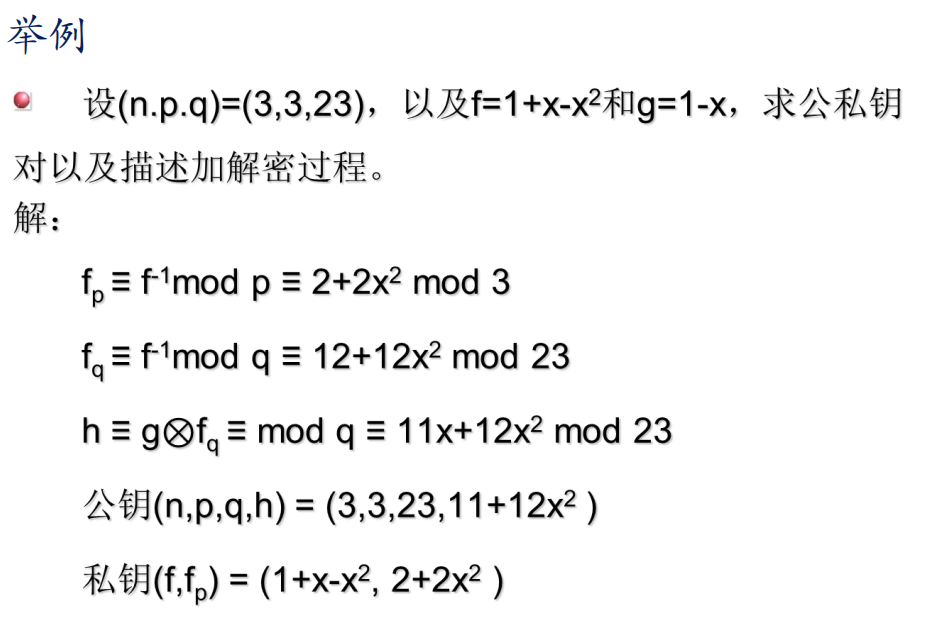 举例
设(n.p.q)=(3,3,23)，以及f=1+x-x²和g=1-x，求公私钥
对以及描述加解密过程。
解：
fₚ ≡ f⁻¹mod p ≡ 2+2x² mod 3
f_q ≡ f⁻¹mod q ≡ 12+12x² mod 23
h ≡ g⊗f_q ≡ mod q ≡ 11x+12x² mod 23
公钥(n,p,q,h) = (3,3,23,11+12x² )
私钥(f,fₚ) = (1+x-x², 2+2x² )